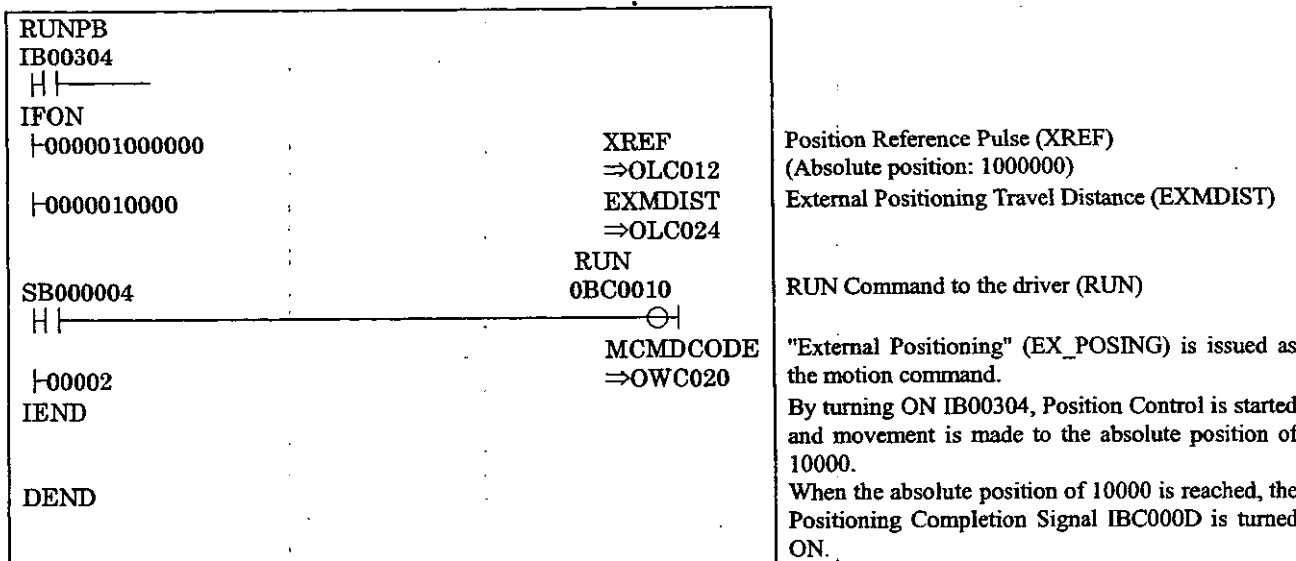 RUNPB
IB00304
IFON
000001000000
XREF
⇒OLC012
Position Reference Pulse (XREF)
(Absolute position: 1000000)
0000010000
EXMDIST
⇒OLC024
External Positioning Travel Distance (EXMDIST)
RUN
SB000004
0BC0010
RUN Command to the driver (RUN)
MCMDCODE
00002
⇒OWC020
"External Positioning" (EX_POSING) is issued as
the motion command.
IEND
By turning ON IB00304, Position Control is started
and movement is made to the absolute position of
10000.
DEND
When the absolute position of 10000 is reached, the
Positioning Completion Signal IBC000D is turned
ON.